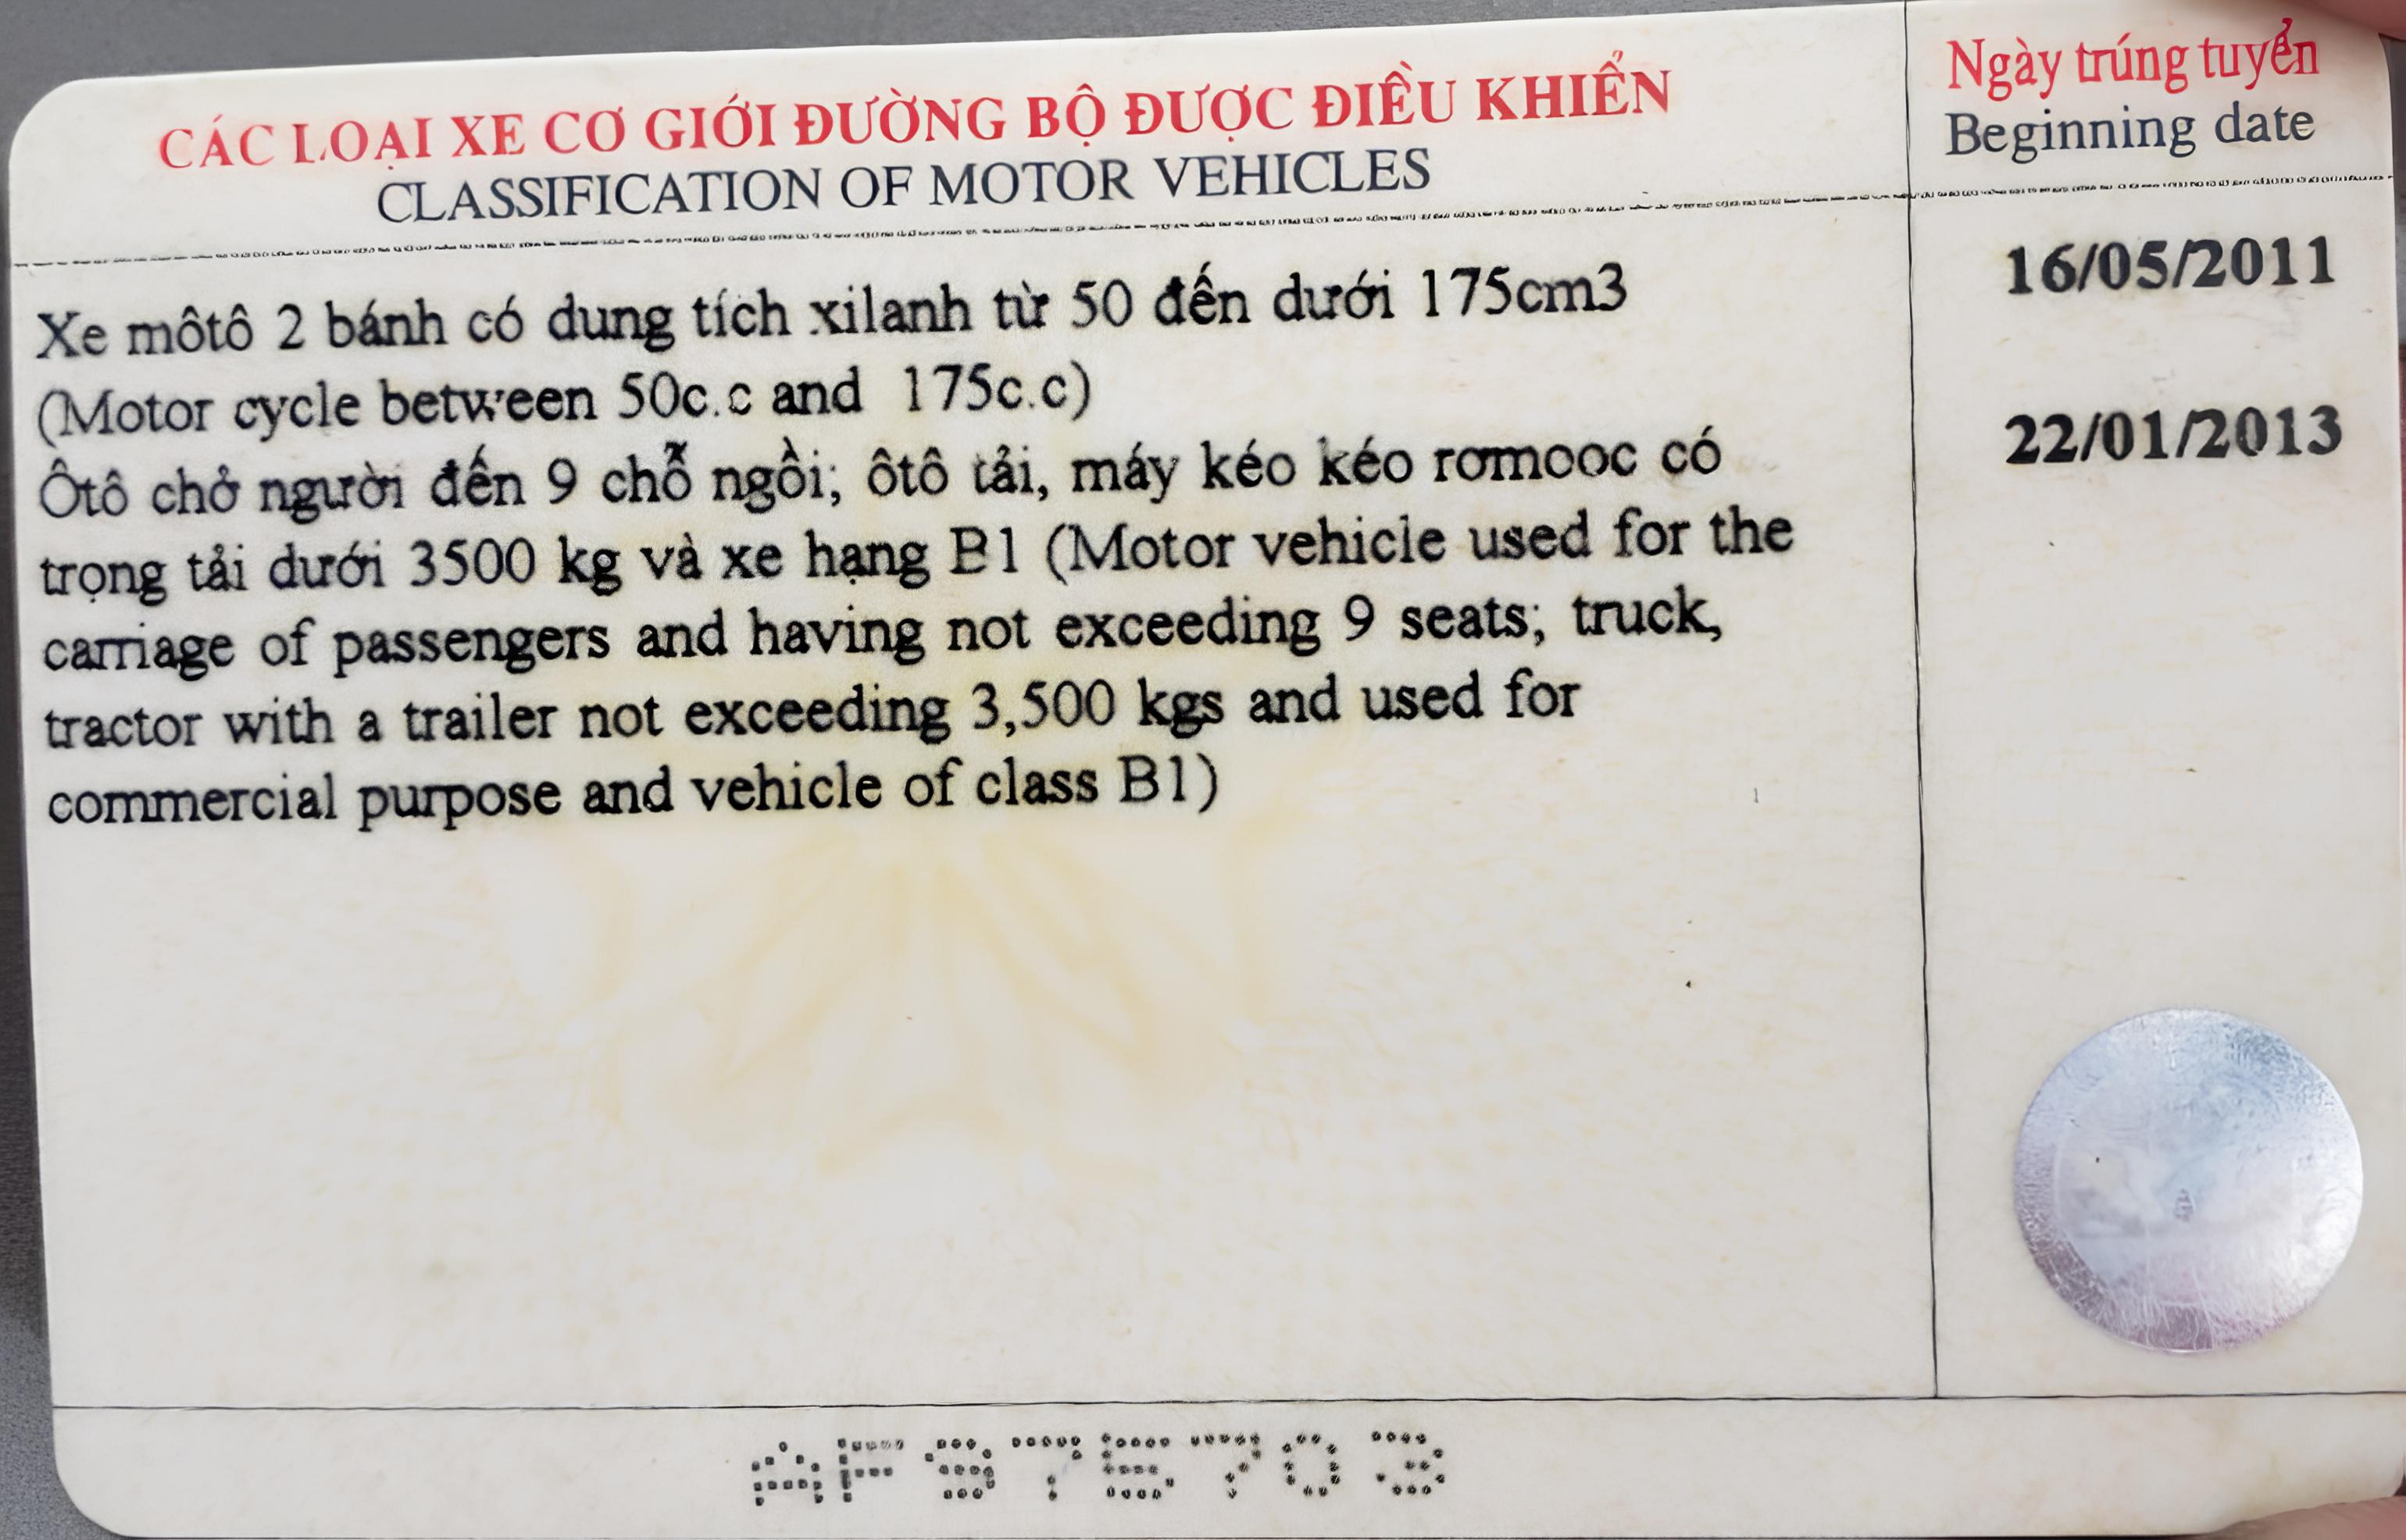 CÁC LOẠI XE CƠ GIỚI ĐƯỜNG BỘ ĐƯỢC ĐIỀU KHIỂN
CLASSIFICATION OF MOTOR VEHICLES
Ngày trúng tuyển
Beginning date
Xe môtô 2 bánh có dung tích xilanh từ 50 đến dưới 175cm3
16/05/2011
(Motor cycle between 50c.c and 175c.c)
Ôtô chở người đến 9 chỗ ngồi; ôtô tải, máy kéo kéo rơmooc có
22/01/2013
trọng tải dưới 3500 kg và xe hạng B1 (Motor vehicle used for the
carriage of passengers and having not exceeding 9 seats; truck,
tractor with a trailer not exceeding 3,500 kgs and used for
commercial purpose and vehicle of class B1)
AF975703